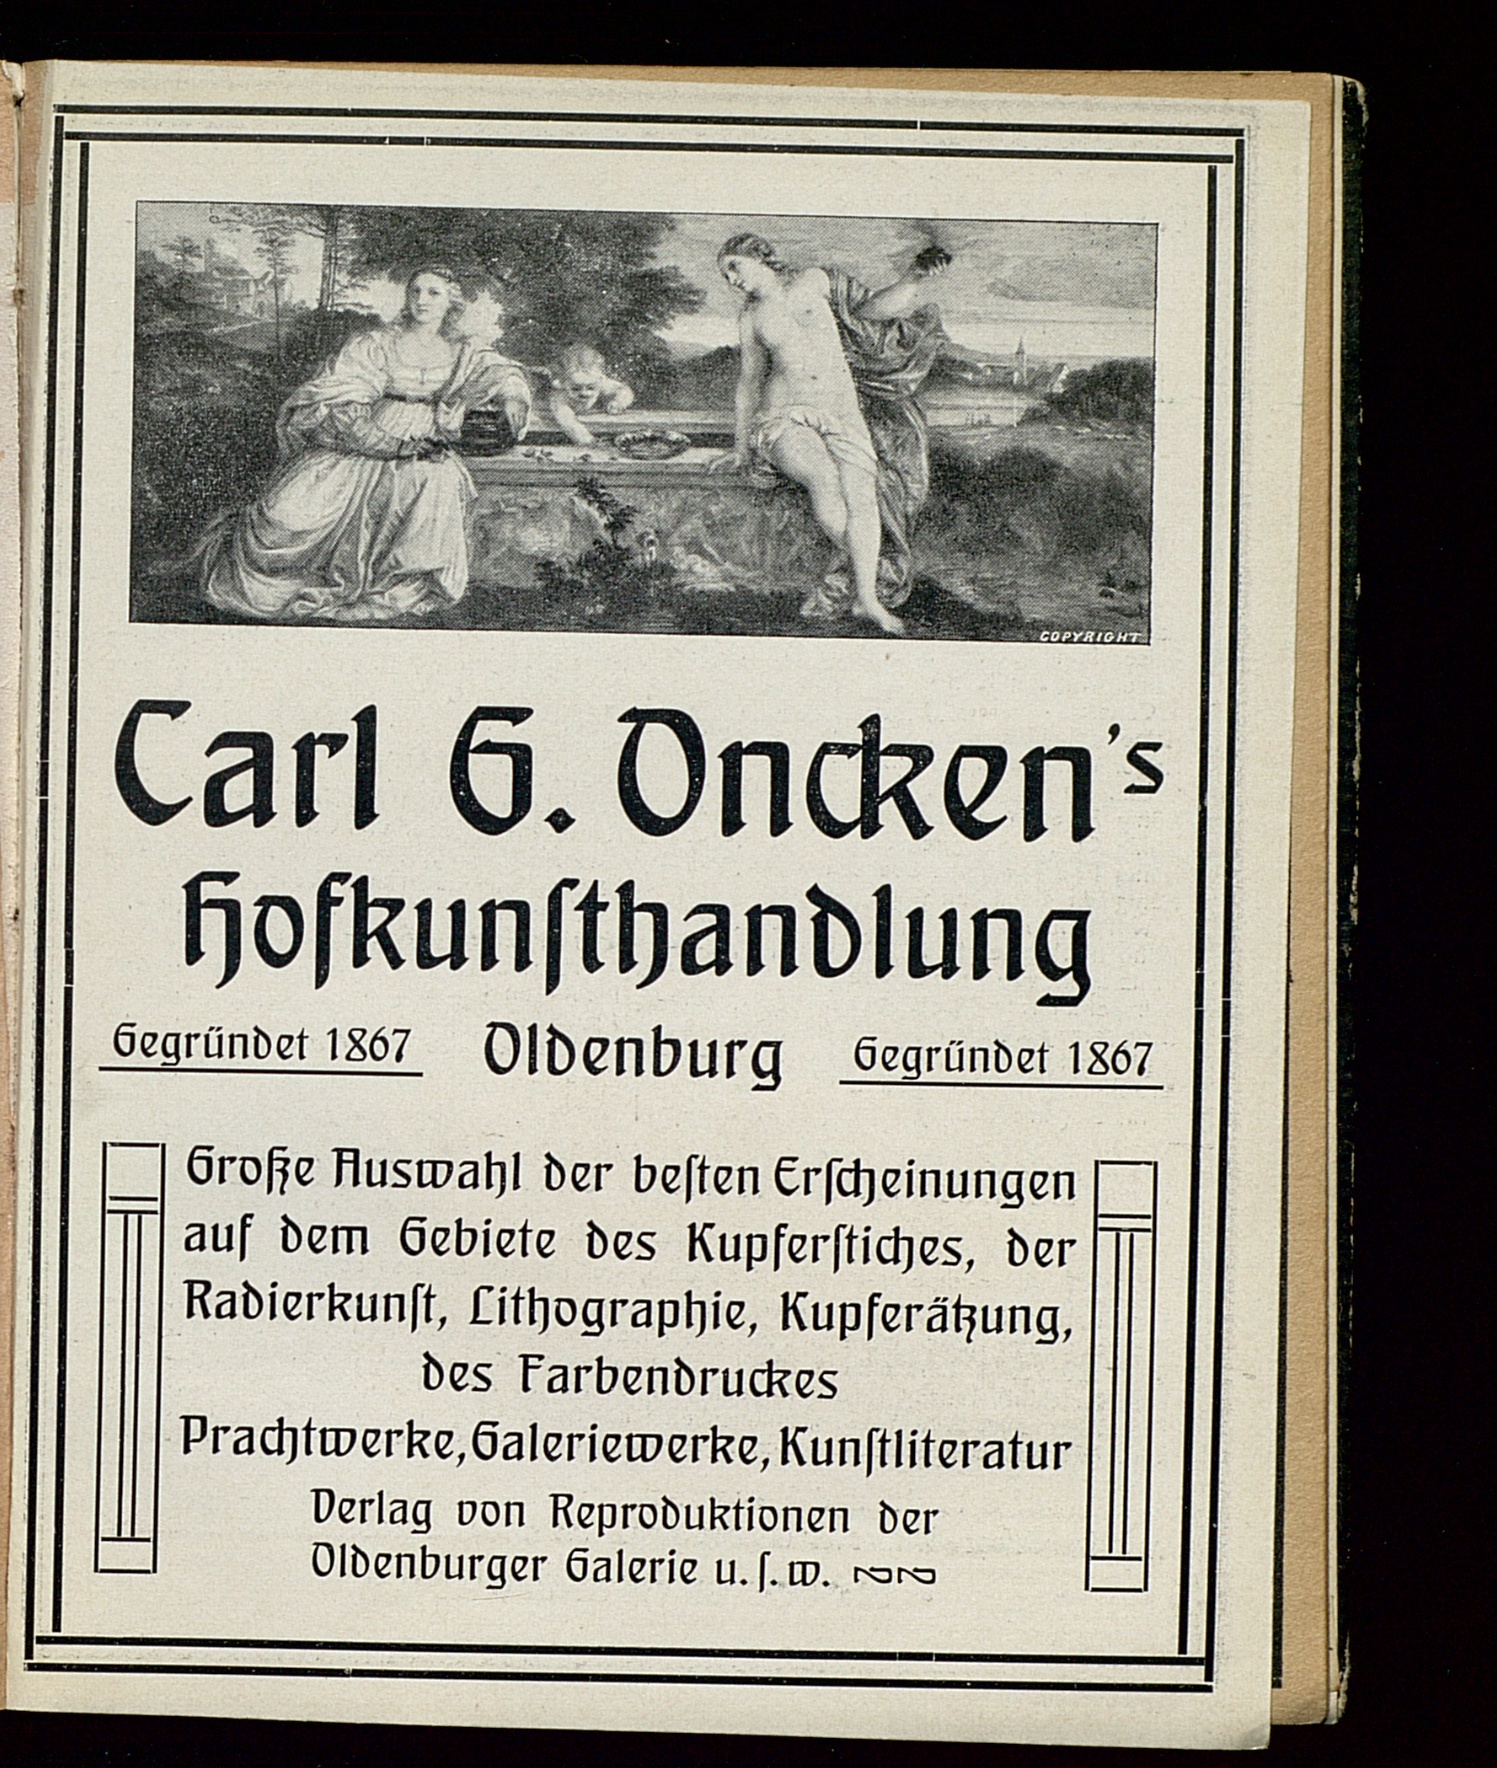 COPYRIGHT
Carl G. Oncken's
Hofkunſthandlung
Gegründet 1867 Oldenburg Gegründet 1867
Große Auswahl der beſten Erſcheinungen
auf dem Gebiete des Kupferſtiches, der
Radierkunſt, Lithographie, Kupferätzung,
des Farbendruckes
Prachtwerke, Galeriewerke, Kunſtliteratur
Verlag von Reproduktionen der
Oldenburger Galerie u. ſ. w.